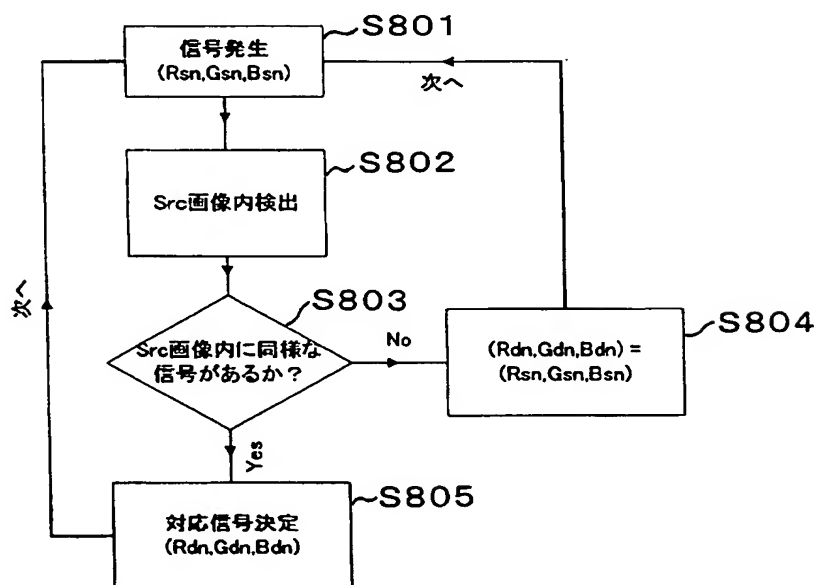 S801
信号発生
(Rsn,Gsn,Bsn)
次へ
S802
Src画像内検出
次へ
S803
Src画像内に同様な
信号があるか?
No
S804
(Rdn,Gdn,Bdn) =
(Rsn,Gsn,Bsn)
Yes
S805
対応信号決定
(Rdn,Gdn,Bdn)